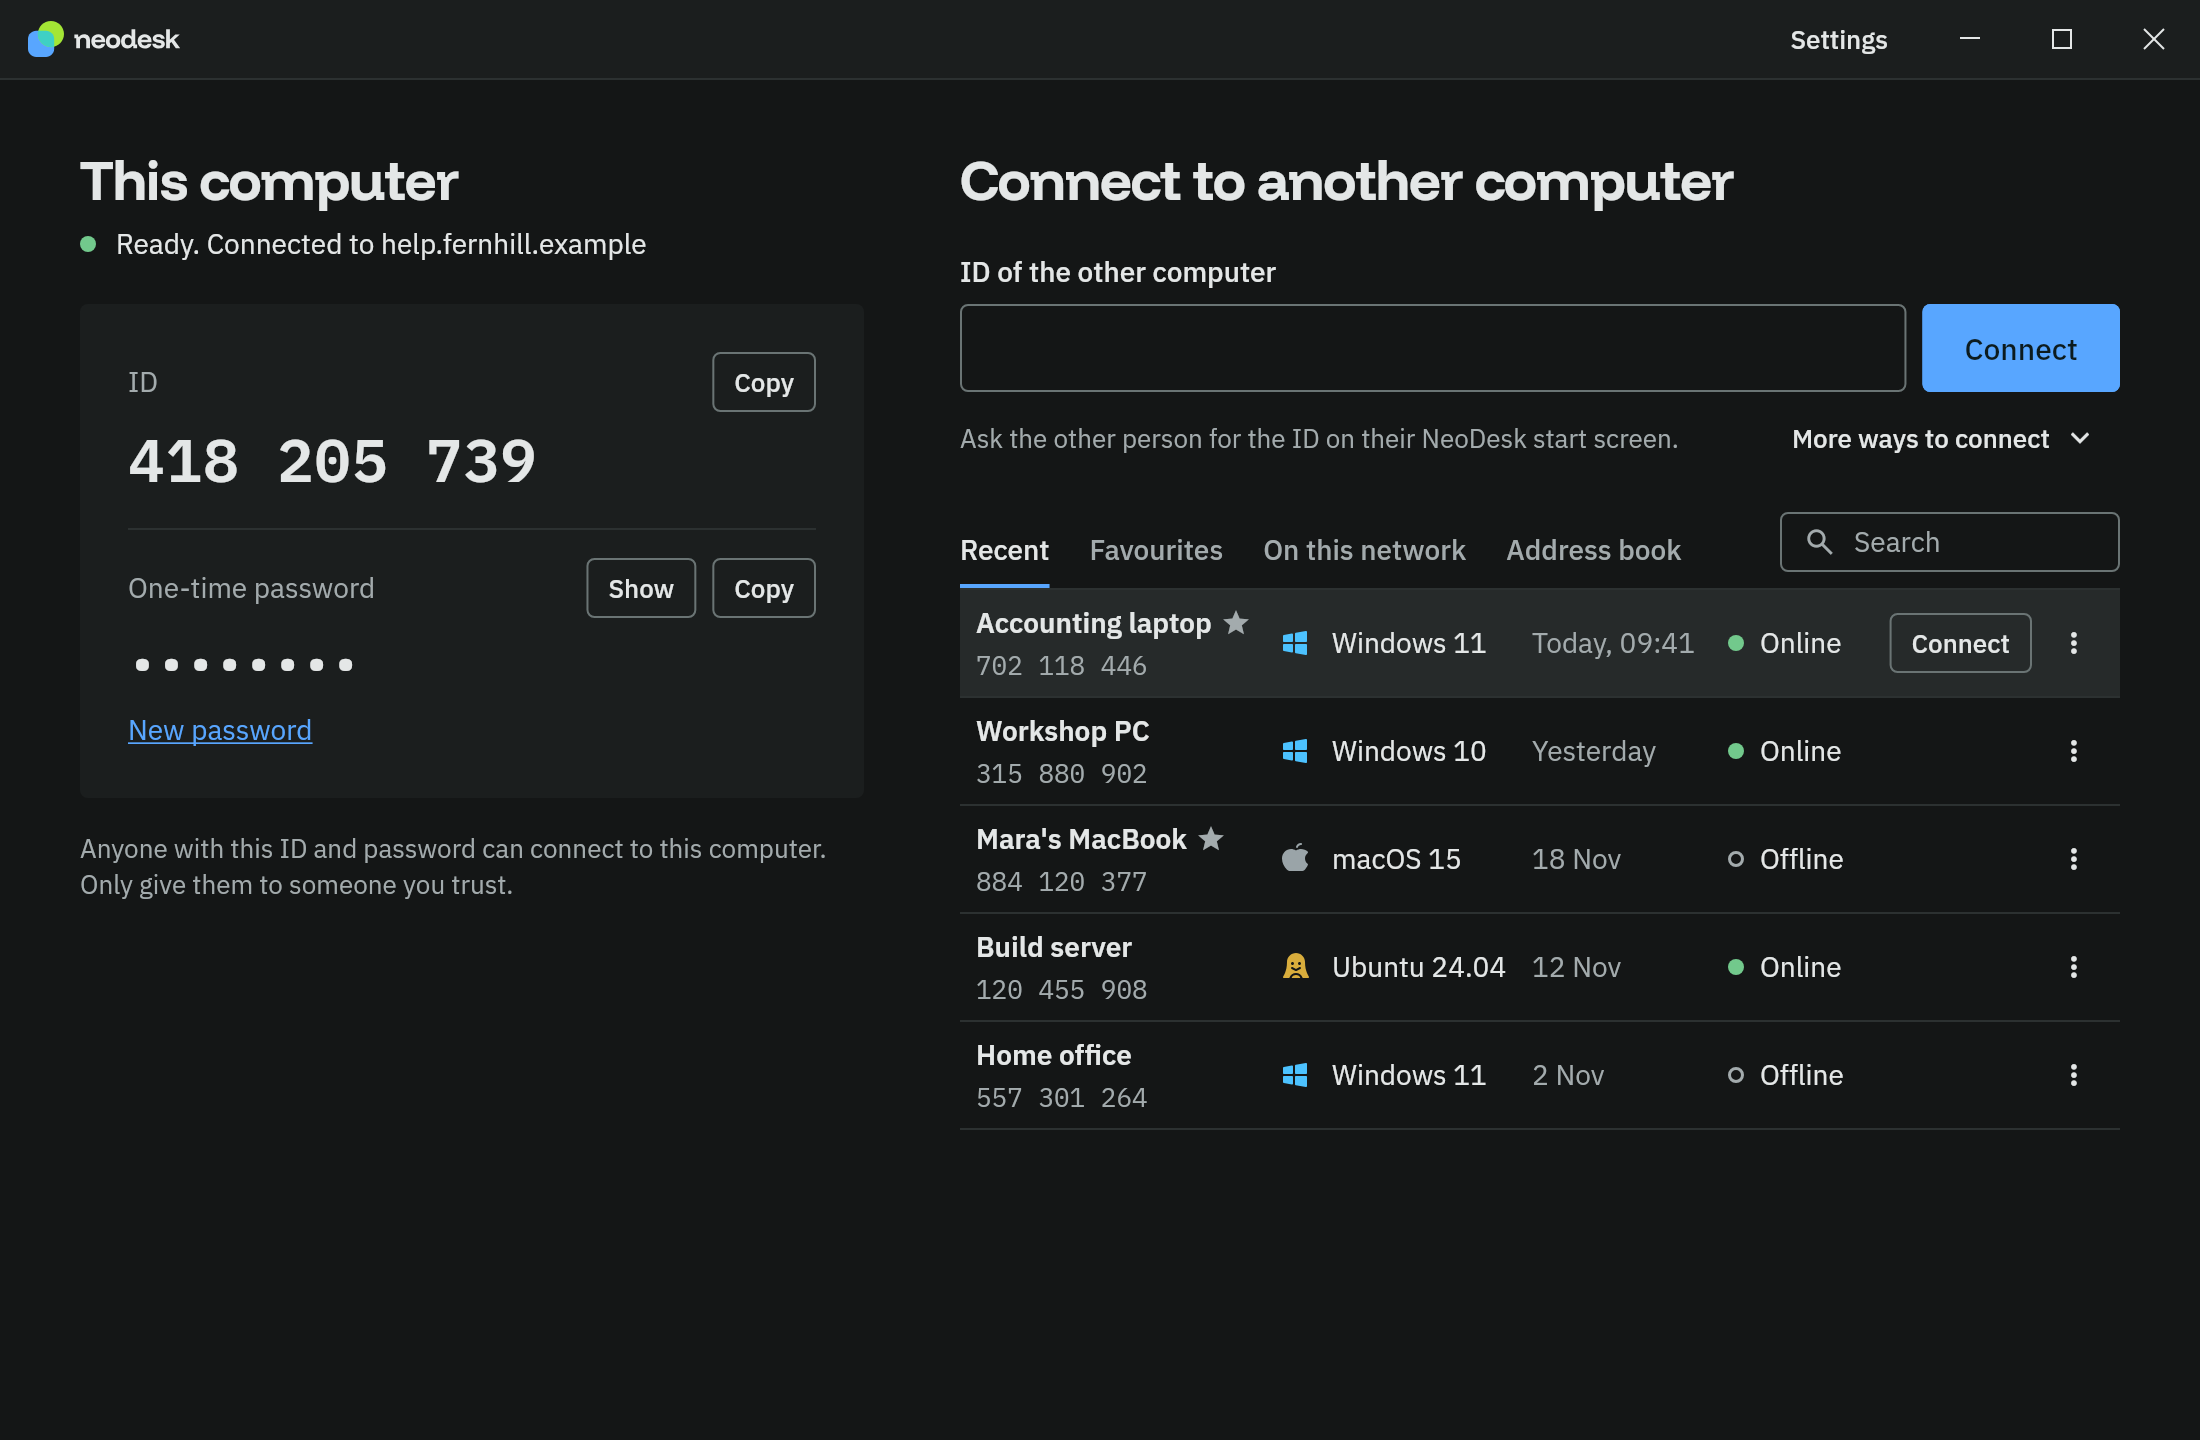 neodesk
Settings
This computer
Ready. Connected to help.fernhill.example
ID
Copy
418 205 739
One-time password
Show
Copy
New password
Anyone with this ID and password can connect to this computer.
Only give them to someone you trust.
Connect to another computer
ID of the other computer
Connect
Ask the other person for the ID on their NeoDesk start screen.
More ways to connect
Recent
Favourites
On this network
Address book
Search
Accounting laptop
702 118 446
Windows 11
Today, 09:41
Online
Connect
Workshop PC
315 880 902
Windows 10
Yesterday
Online
Mara's MacBook
884 120 377
macOS 15
18 Nov
Offline
Build server
120 455 908
Ubuntu 24.04
12 Nov
Online
Home office
557 301 264
Windows 11
2 Nov
Offline